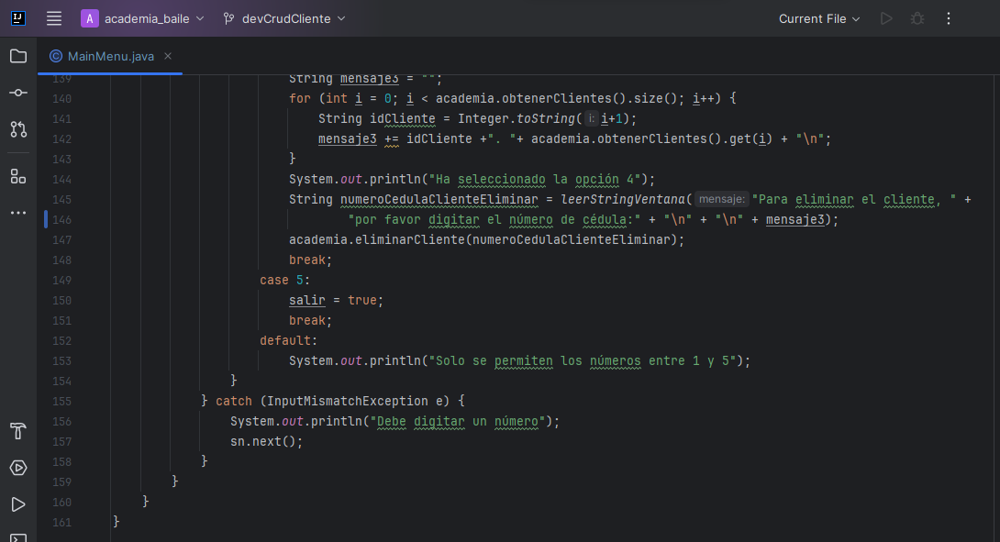 IJ A academia_baile devCrudCliente Current File
MainMenu.java
139 String mensaje3 = "";
140 for (int i = 0; i < academia.obtenerClientes().size(); i++) {
141 String idCliente = Integer.toString( i: i+1);
142 mensaje3 += idCliente +". "+ academia.obtenerClientes().get(i) + "\n";
143 }
144 System.out.println("Ha seleccionado la opción 4");
145 String numeroCedulaClienteEliminar = leerStringVentana( mensaje: "Para eliminar el cliente, " +
146 "por favor digitar el número de cédula:" + "\n" + "\n" + mensaje3);
147 academia.eliminarCliente(numeroCedulaClienteEliminar);
148 break;
149 case 5:
150 salir = true;
151 break;
152 default:
153 System.out.println("Solo se permiten los números entre 1 y 5");
154 }
155 } catch (InputMismatchException e) {
156 System.out.println("Debe digitar un número");
157 sn.next();
158 }
159 }
160 }
161 }